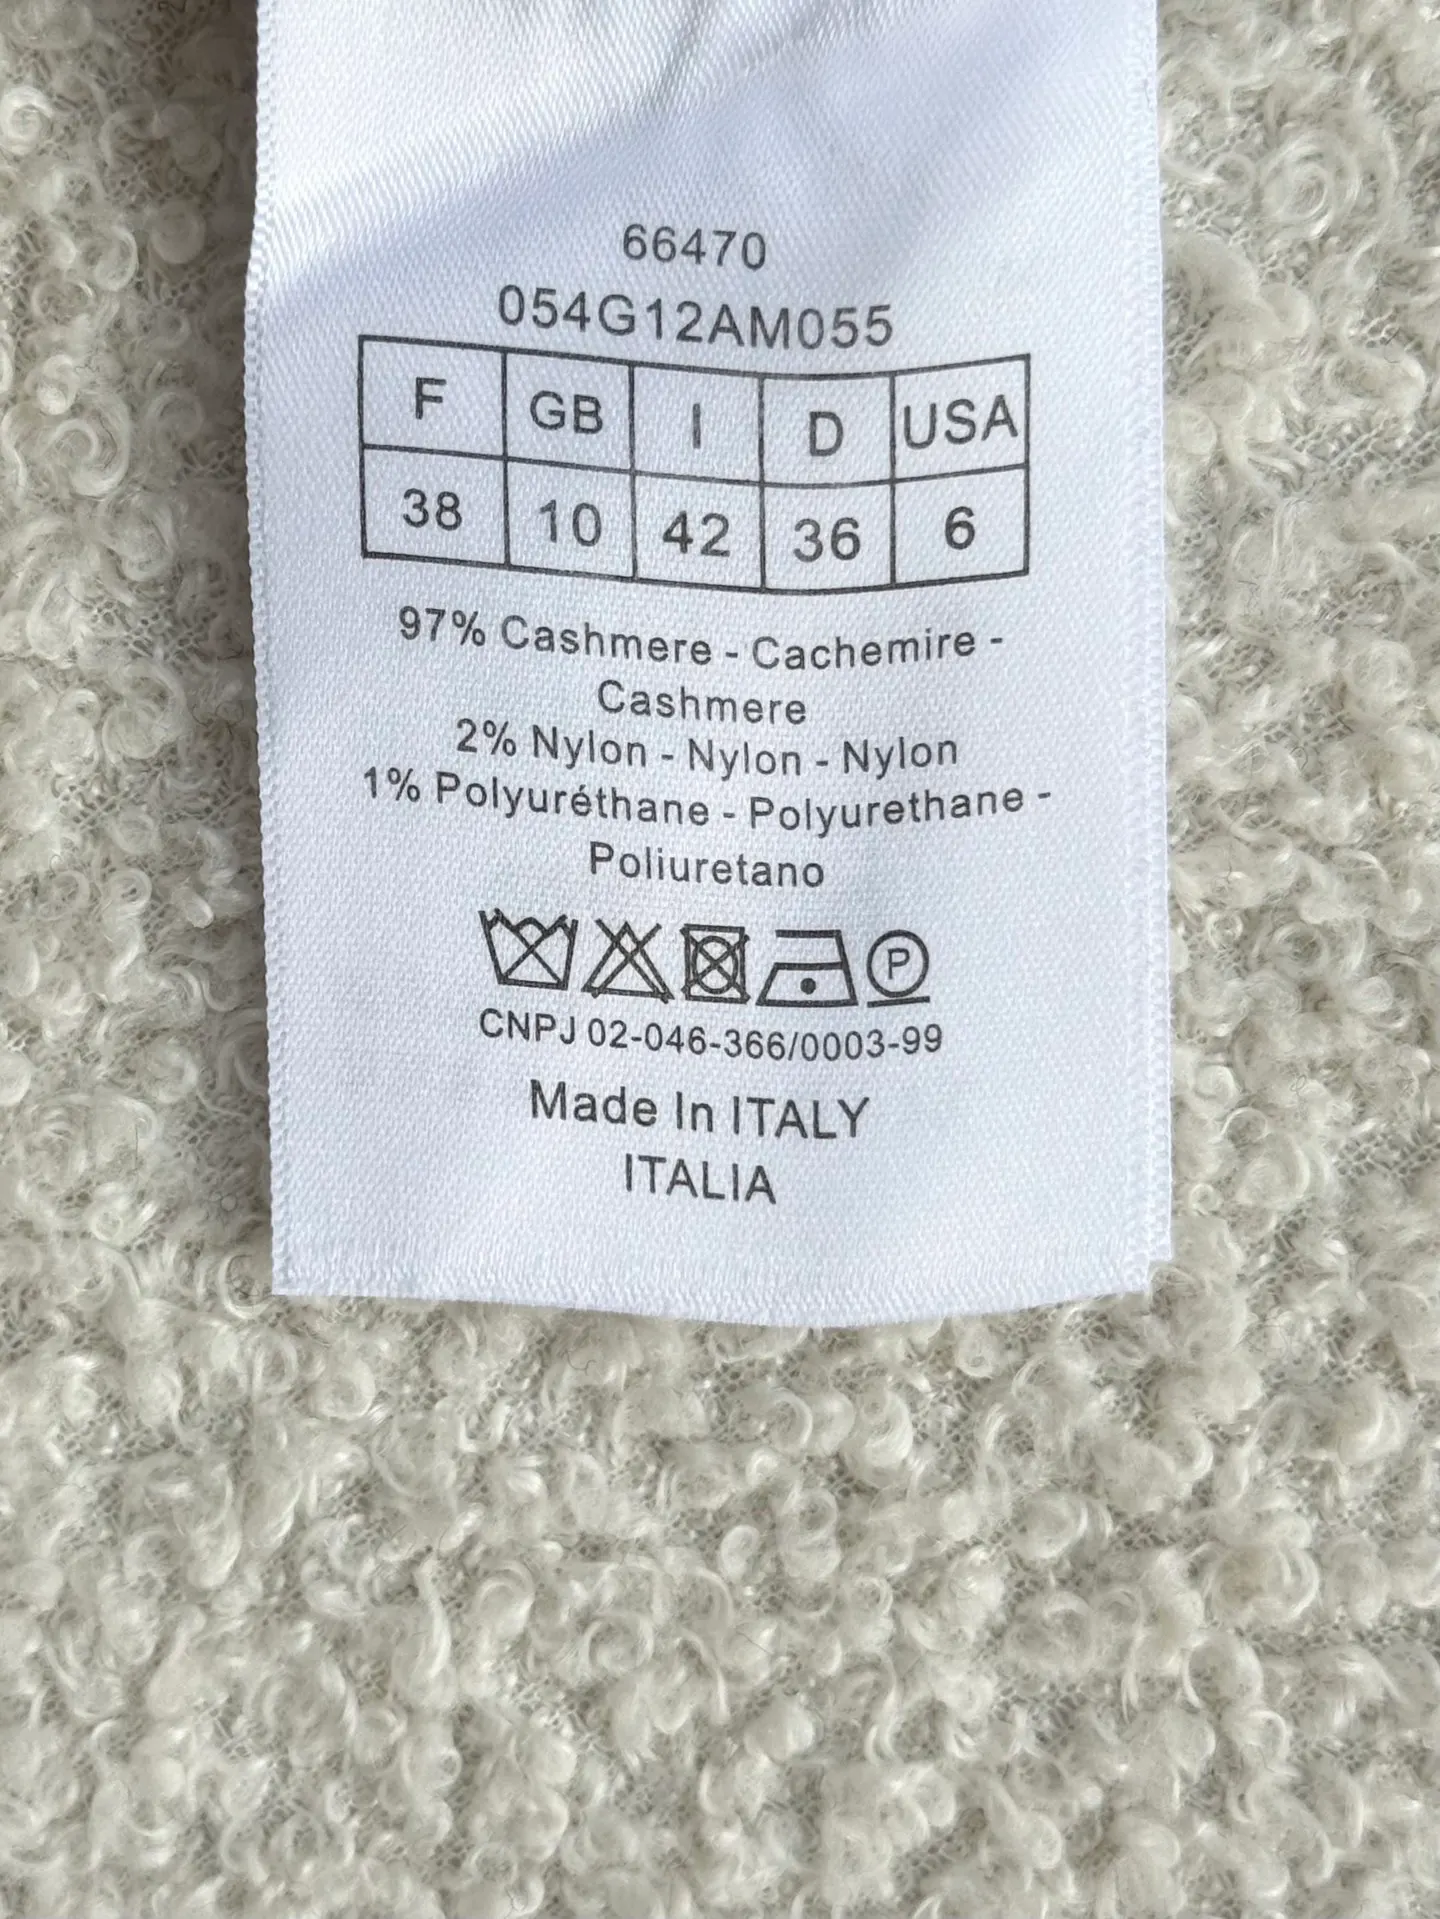 66470
054G12AM055
F GB I D USA
38 10 42 36 6
97% Cashmere - Cachemire -
Cashmere
2% Nylon - Nylon - Nylon
1% Polyuréthane - Polyurethane -
Poliuretano
P
CNPJ 02-046-366/0003-99
Made In ITALY
ITALIA